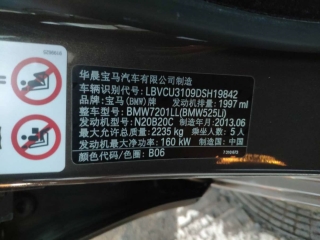 华晨宝马汽车有限公司制造
车辆识别代号: LBVCU3109DSH19842
品牌: 宝马(BMW)牌 发动机排量: 1997 ml
整车型号: BMW7201LL(BMW525Li)
发动机型号: N20B20C 制造年月: 2013.06
最大允许总质量: 2235 kg 乘坐人数: 5 人
发动机最大净功率: 160 kW 制造国: 中国
颜色代码/色圈: B06